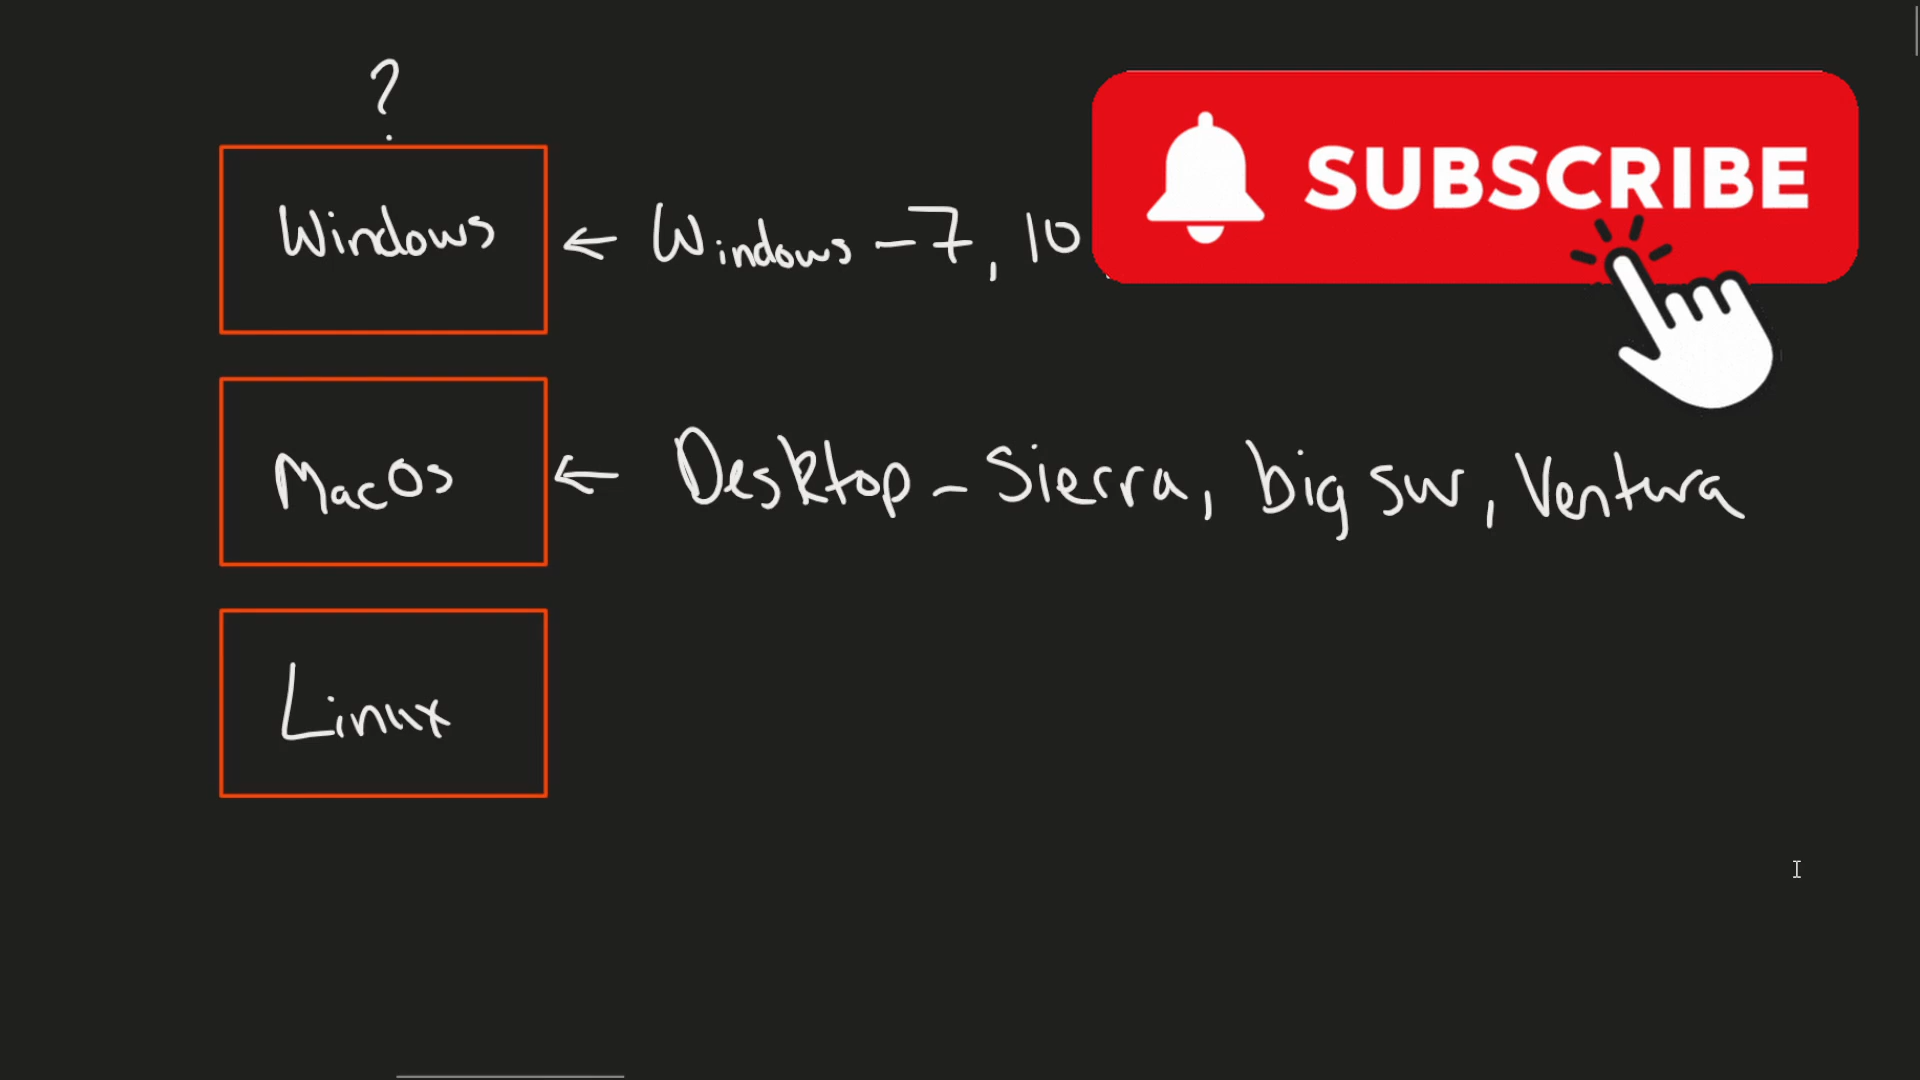 ?
Windows ← Windows - 7, 10
SUBSCRIBE
MacOs ← Desktop - Sierra, big sur, Ventura
Linux